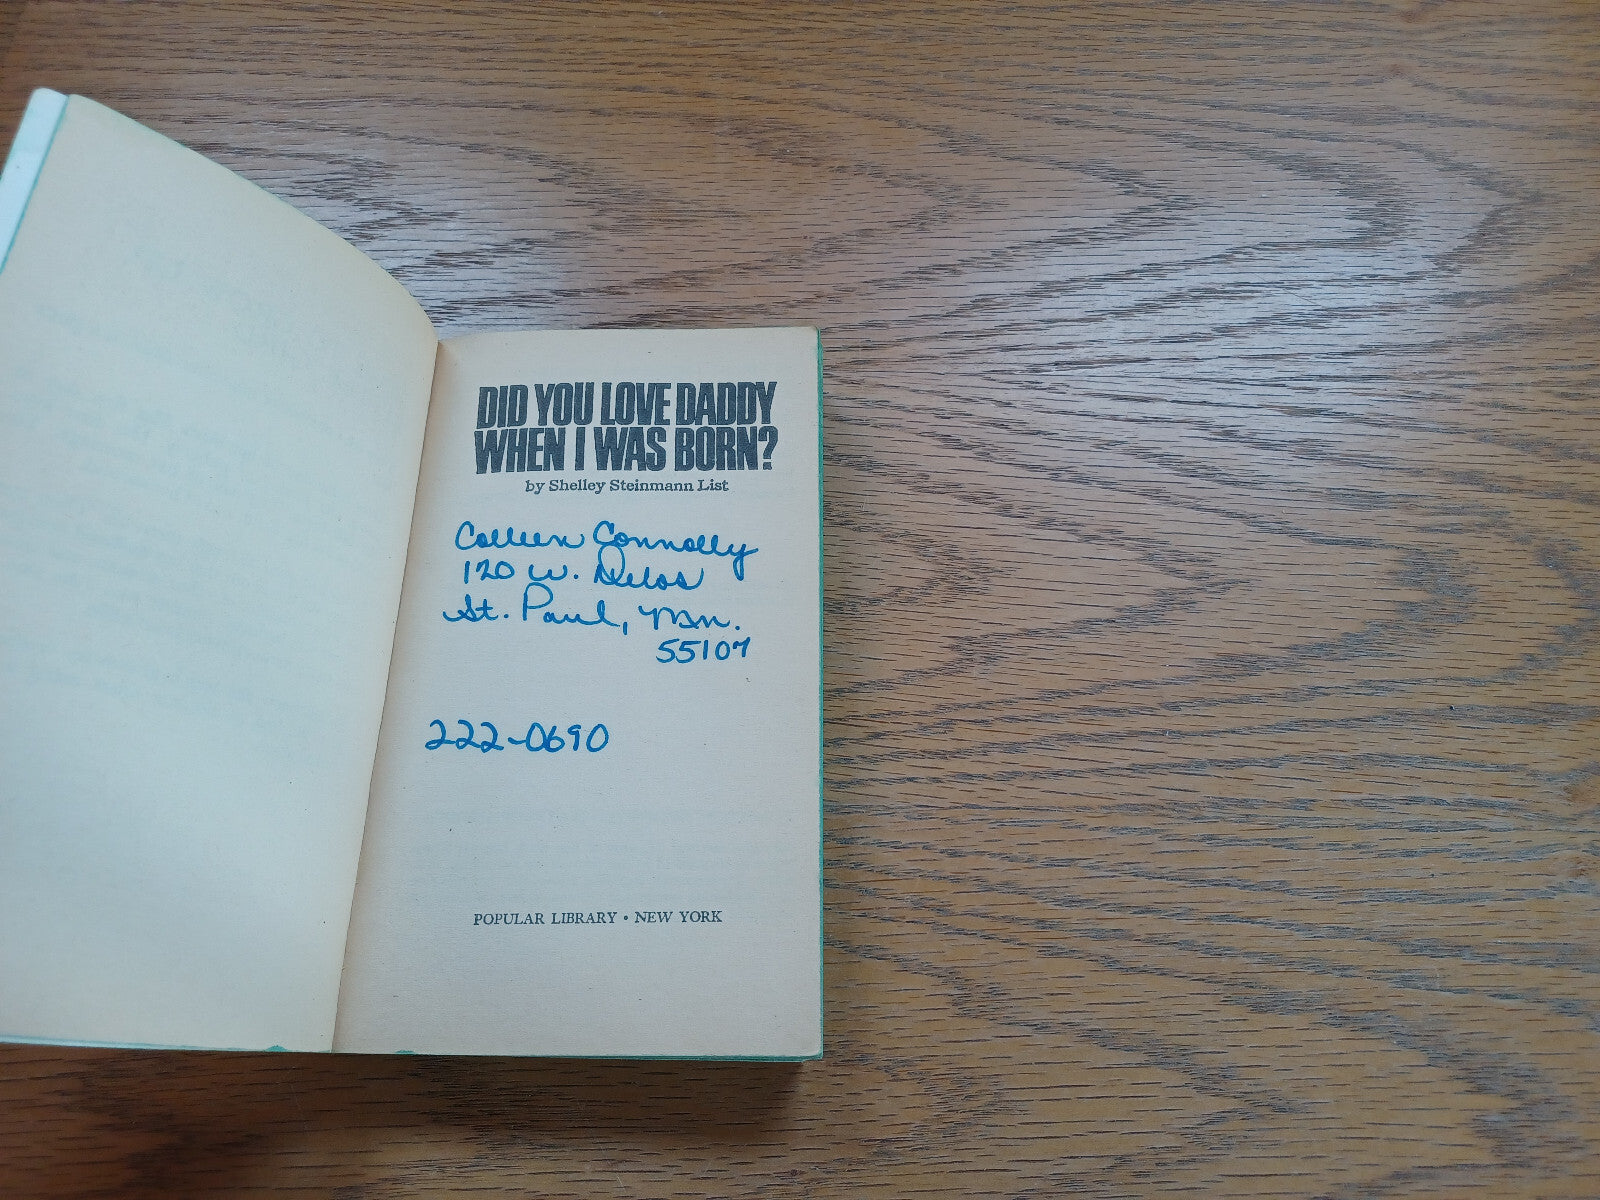 DID YOU LOVE DADDY
WHEN I WAS BORN?
by Shelley Steinmann List
Colleen Connolly
120 W. Delos
St. Paul, Mn.
55107
222-0690
POPULAR LIBRARY • NEW YORK